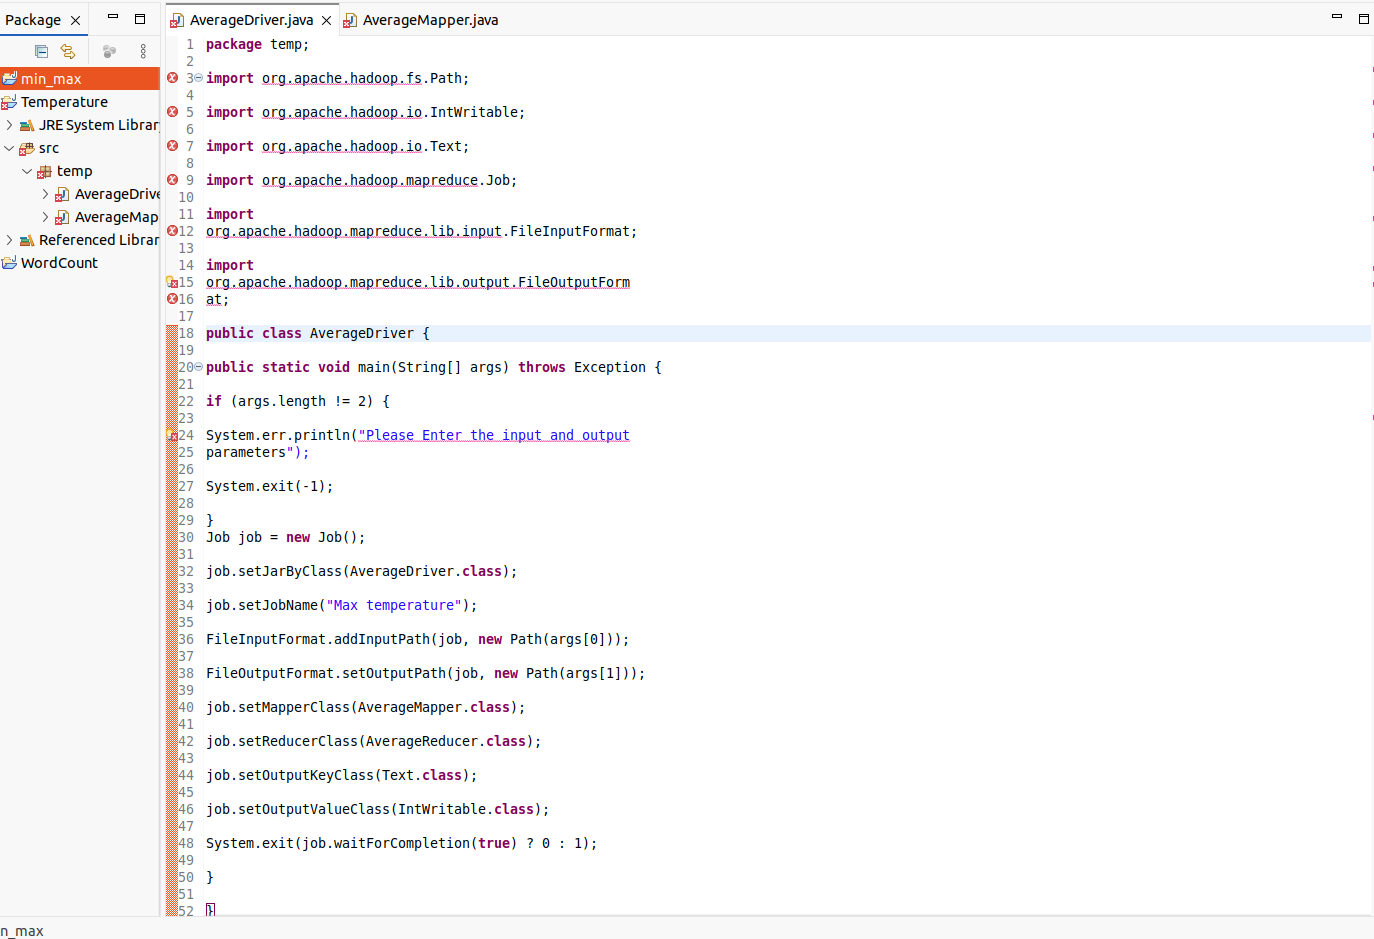 Package
AverageDriver.java
AverageMapper.java
min_max
Temperature
JRE System Librar
src
temp
AverageDrive
AverageMap
Referenced Librar
WordCount
1 package temp;
2
3 import org.apache.hadoop.fs.Path;
4
5 import org.apache.hadoop.io.IntWritable;
6
7 import org.apache.hadoop.io.Text;
8
9 import org.apache.hadoop.mapreduce.Job;
10
11 import
12 org.apache.hadoop.mapreduce.lib.input.FileInputFormat;
13
14 import
15 org.apache.hadoop.mapreduce.lib.output.FileOutputForm
16 at;
17
18 public class AverageDriver {
19
20 public static void main(String[] args) throws Exception {
21
22 if (args.length != 2) {
23
24 System.err.println("Please Enter the input and output
25 parameters");
26
27 System.exit(-1);
28
29 }
30 Job job = new Job();
31
32 job.setJarByClass(AverageDriver.class);
33
34 job.setJobName("Max temperature");
35
36 FileInputFormat.addInputPath(job, new Path(args[0]));
37
38 FileOutputFormat.setOutputPath(job, new Path(args[1]));
39
40 job.setMapperClass(AverageMapper.class);
41
42 job.setReducerClass(AverageReducer.class);
43
44 job.setOutputKeyClass(Text.class);
45
46 job.setOutputValueClass(IntWritable.class);
47
48 System.exit(job.waitForCompletion(true) ? 0 : 1);
49
50 }
51
52 }
n_max